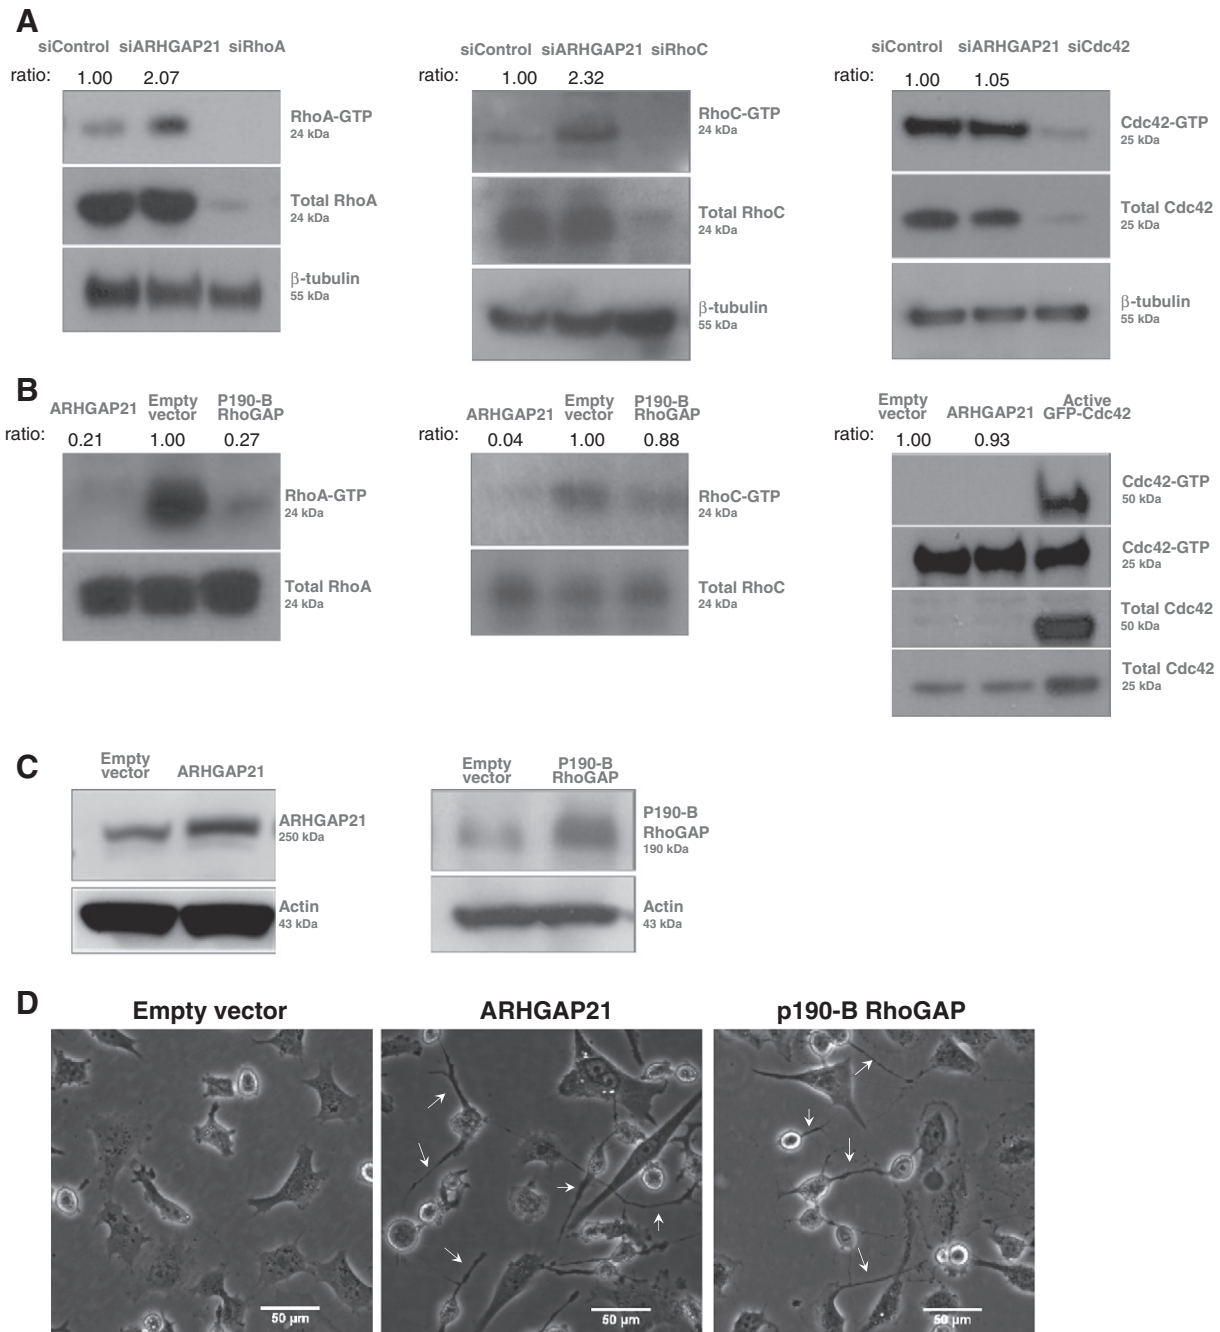 A
siControl siARHGAP21 siRhoA
ratio: 1.00 2.07
RhoA-GTP
24 kDa
Total RhoA
24 kDa
β-tubulin
55 kDa
siControl siARHGAP21 siRhoC
ratio: 1.00 2.32
RhoC-GTP
24 kDa
Total RhoC
24 kDa
β-tubulin
55 kDa
siControl siARHGAP21 siCdc42
ratio: 1.00 1.05
Cdc42-GTP
25 kDa
Total Cdc42
25 kDa
β-tubulin
55 kDa
B
ARHGAP21 Empty vector P190-B RhoGAP
ratio: 0.21 1.00 0.27
RhoA-GTP
24 kDa
Total RhoA
24 kDa
ARHGAP21 Empty vector P190-B RhoGAP
ratio: 0.04 1.00 0.88
RhoC-GTP
24 kDa
Total RhoC
24 kDa
Empty vector ARHGAP21 Active GFP-Cdc42
ratio: 1.00 0.93
Cdc42-GTP
50 kDa
Cdc42-GTP
25 kDa
Total Cdc42
50 kDa
Total Cdc42
25 kDa
C
Empty vector ARHGAP21
ARHGAP21
250 kDa
Actin
43 kDa
Empty vector P190-B RhoGAP
P190-B
RhoGAP
190 kDa
Actin
43 kDa
D
Empty vector ARHGAP21 p190-B RhoGAP
50 µm 50 µm 50 µm